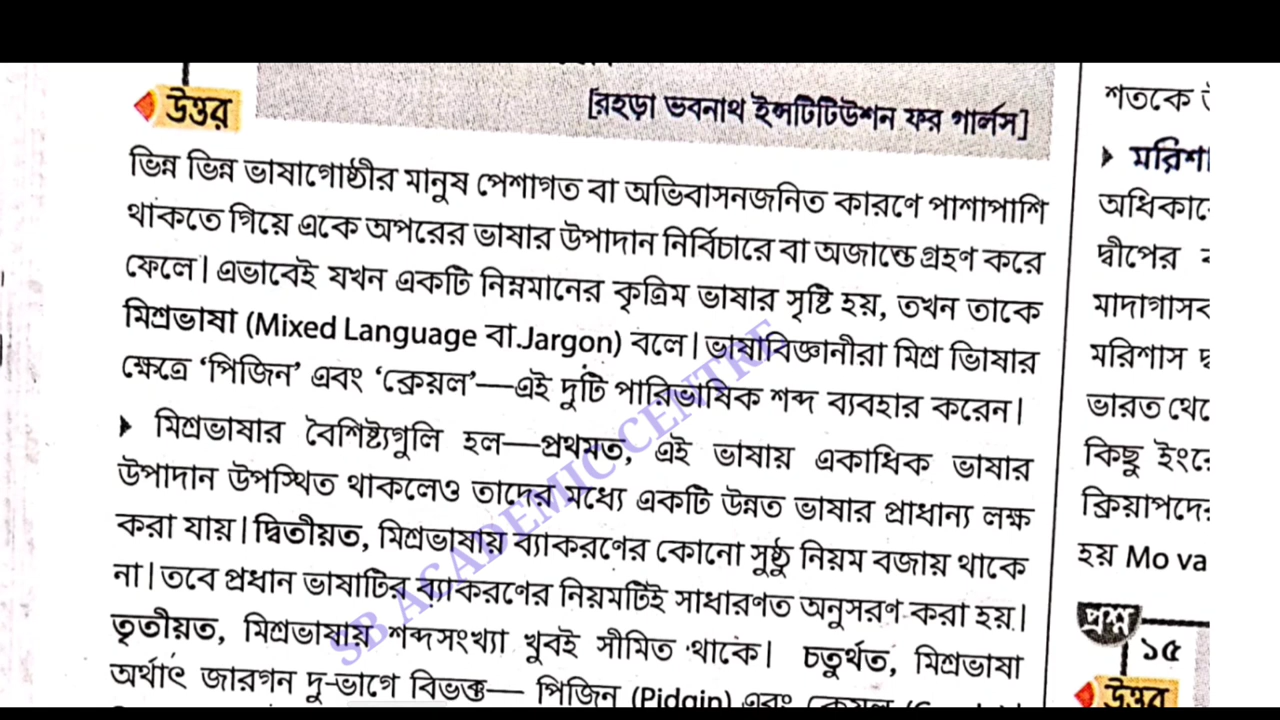 [রহড়া ভবনাথ ইন্সটিটিউশন ফর গার্লস]
উত্তর
ভিন্ন ভিন্ন ভাষাগোষ্ঠীর মানুষ পেশাগত বা অভিবাসনজনিত কারণে পাশাপাশি
থাকতে গিয়ে একে অপরের ভাষার উপাদান নির্বিচারে বা অজান্তে গ্রহণ করে
ফেলে। এভাবেই যখন একটি নিম্নমানের কৃত্রিম ভাষার সৃষ্টি হয়, তখন তাকে
মিশ্রভাষা (Mixed Language বা.Jargon) বলে। ভাষাবিজ্ঞানীরা মিশ্র ভাষার
ক্ষেত্রে ‘পিজিন’ এবং ‘ক্রেয়ল’—এই দুটি পারিভাষিক শব্দ ব্যবহার করেন।
▶ মিশ্রভাষার বৈশিষ্ট্যগুলি হল—প্রথমত, এই ভাষায় একাধিক ভাষার
উপাদান উপস্থিত থাকলেও তাদের মধ্যে একটি উন্নত ভাষার প্রাধান্য লক্ষ
করা যায়। দ্বিতীয়ত, মিশ্রভাষায় ব্যাকরণের কোনো সুষ্ঠু নিয়ম বজায় থাকে
না। তবে প্রধান ভাষাটির ব্যাকরণের নিয়মটিই সাধারণত অনুসরণ করা হয়।
তৃতীয়ত, মিশ্রভাষায় শব্দসংখ্যা খুবই সীমিত থাকে। চতুর্থত, মিশ্রভাষা
অর্থাৎ জারগন দু-ভাগে বিভক্ত— পিজিন (Pidgin) এবং
SB ACADEMIC CENTRE
শতকে
▶ মরিশা
অধিকা
দ্বীপের
মাদাগাস
মরিশাস
ভারত থে
কিছু ইং
ক্রিয়াপদে
হয় Mo va
প্রশ্ন
১৫
উত্তর